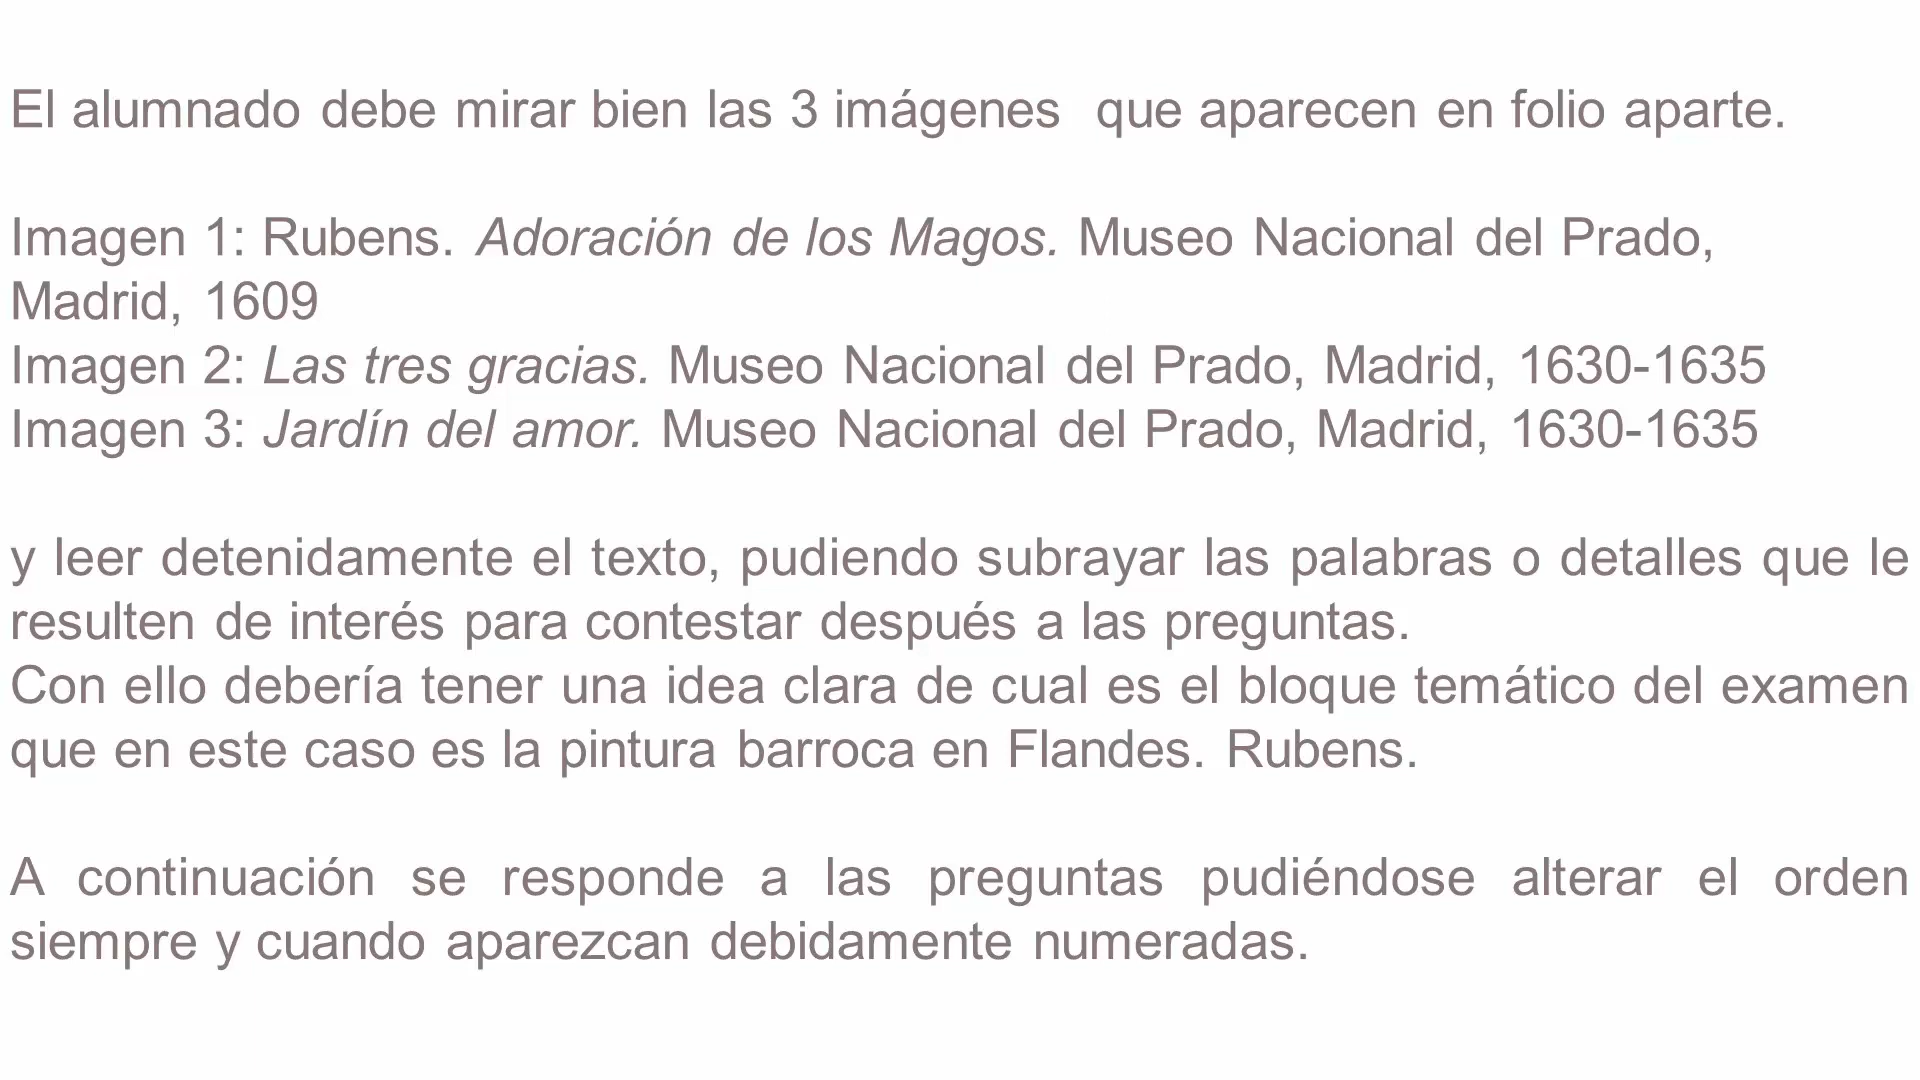 El alumnado debe mirar bien las 3 imágenes que aparecen en folio aparte.
Imagen 1: Rubens. Adoración de los Magos. Museo Nacional del Prado,
Madrid, 1609
Imagen 2: Las tres gracias. Museo Nacional del Prado, Madrid, 1630-1635
Imagen 3: Jardín del amor. Museo Nacional del Prado, Madrid, 1630-1635
y leer detenidamente el texto, pudiendo subrayar las palabras o detalles que le
resulten de interés para contestar después a las preguntas.
Con ello debería tener una idea clara de cual es el bloque temático del examen
que en este caso es la pintura barroca en Flandes. Rubens.
A continuación se responde a las preguntas pudiéndose alterar el orden
siempre y cuando aparezcan debidamente numeradas.